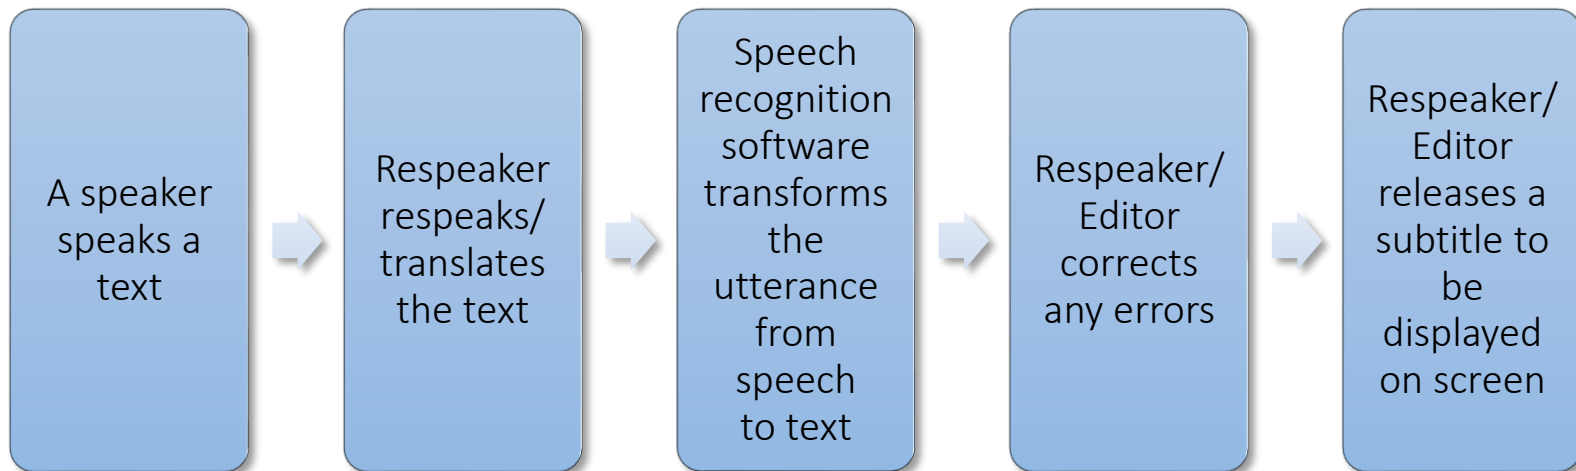 A speaker
speaks a
text
Respeaker
respeaks/
translates
the text
Speech
recognition
software
transforms
the
utterance
from
speech
to text
Respeaker/
Editor
corrects
any errors
Respeaker/
Editor
releases a
subtitle to
be
displayed
on screen